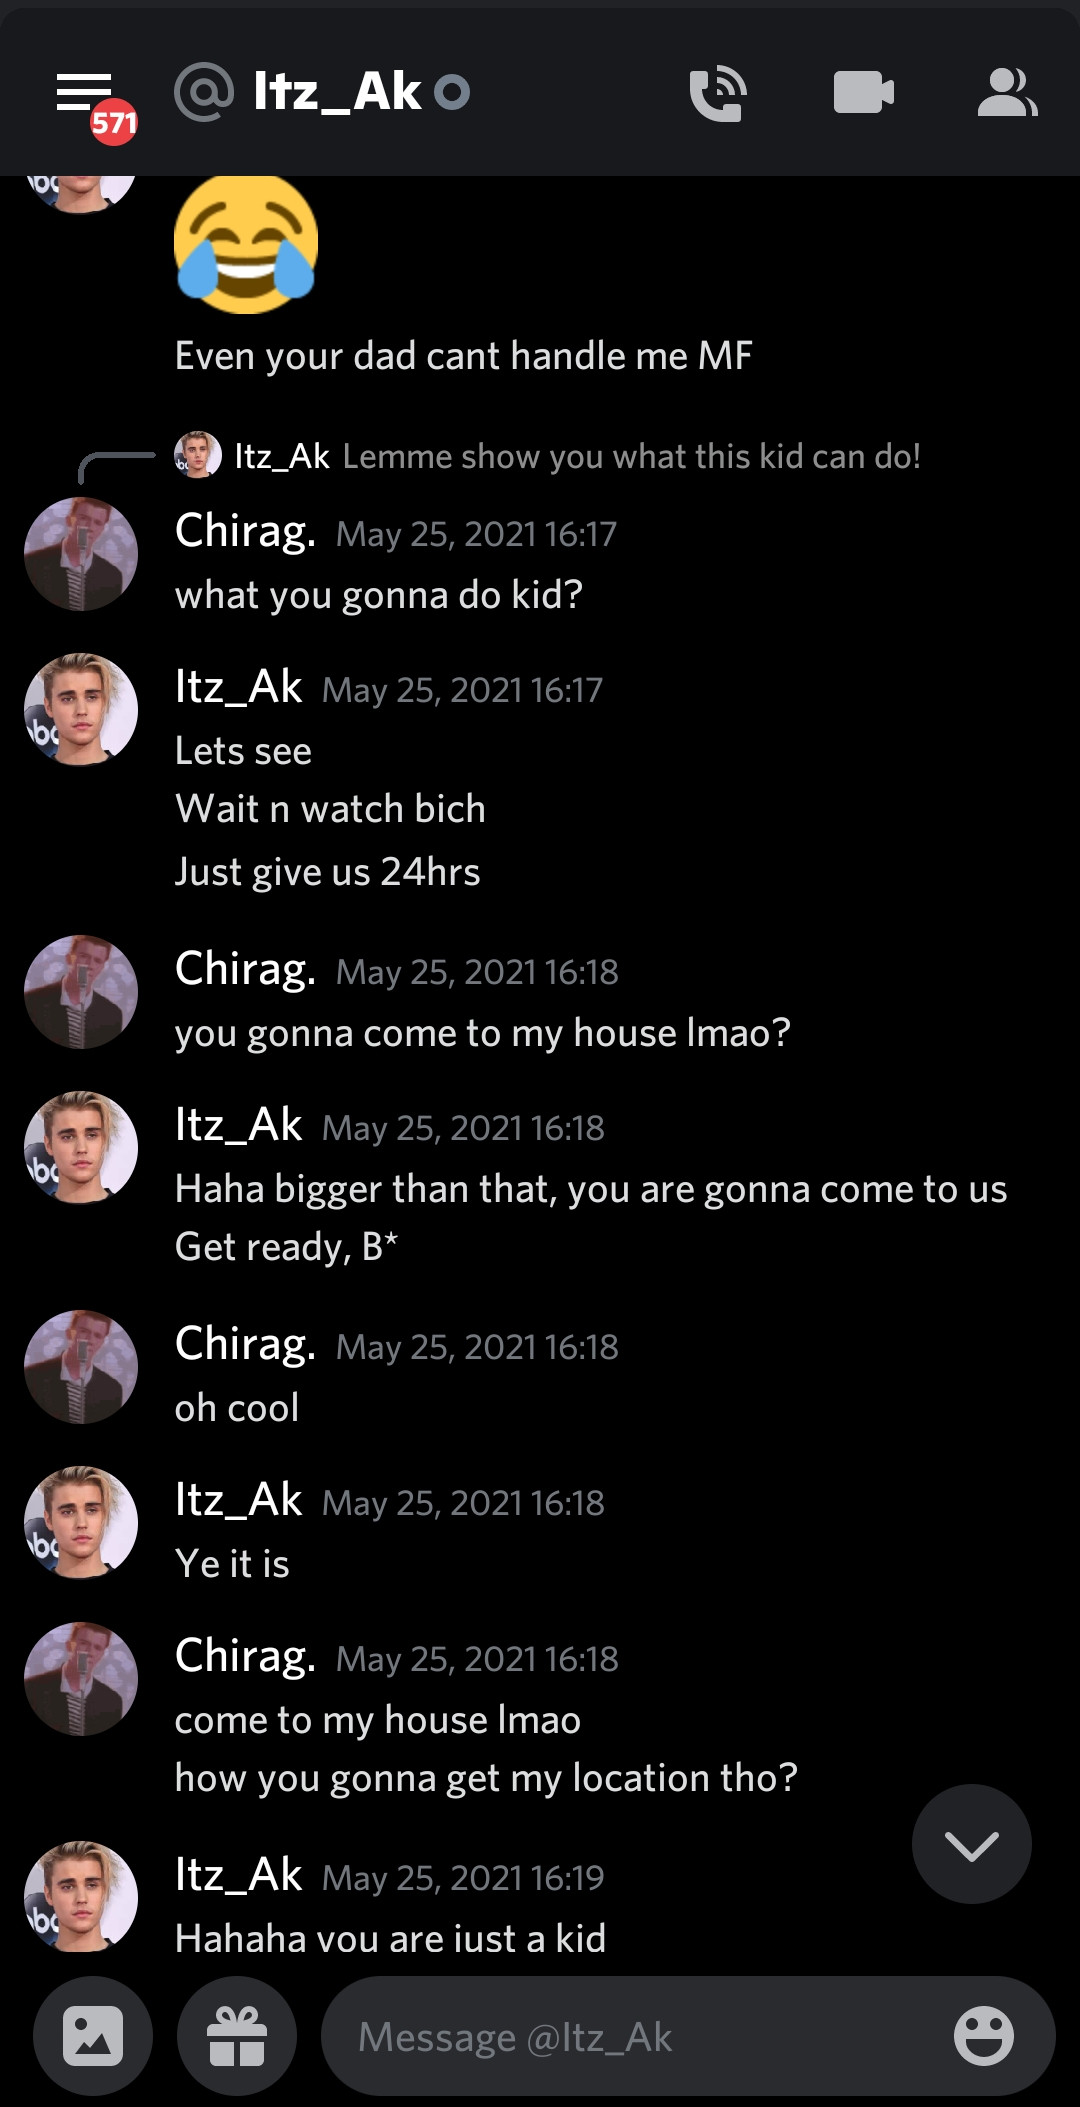 571
@ Itz_Ak
Even your dad cant handle me MF
Itz_Ak Lemme show you what this kid can do!
Chirag. May 25, 2021 16:17
what you gonna do kid?
Itz_Ak May 25, 2021 16:17
Lets see
Wait n watch bich
Just give us 24hrs
Chirag. May 25, 2021 16:18
you gonna come to my house lmao?
Itz_Ak May 25, 2021 16:18
Haha bigger than that, you are gonna come to us
Get ready, B*
Chirag. May 25, 2021 16:18
oh cool
Itz_Ak May 25, 2021 16:18
Ye it is
Chirag. May 25, 2021 16:18
come to my house lmao
how you gonna get my location tho?
Itz_Ak May 25, 2021 16:19
Hahaha you are just a kid
Message @Itz_Ak